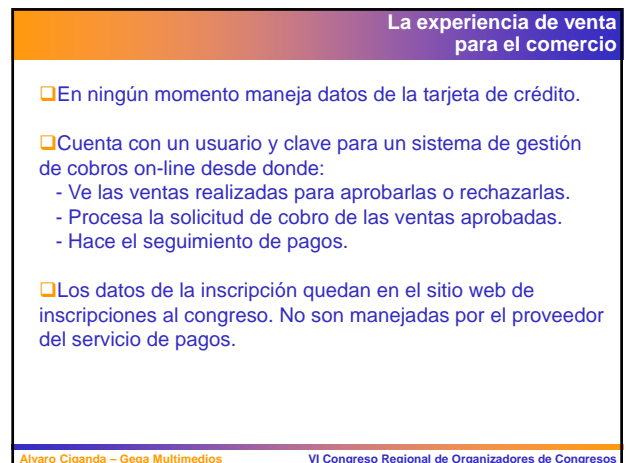 La experiencia de venta
para el comercio
❑En ningún momento maneja datos de la tarjeta de crédito.
❑Cuenta con un usuario y clave para un sistema de gestión
de cobros on-line desde donde:
- Ve las ventas realizadas para aprobarlas o rechazarlas.
- Procesa la solicitud de cobro de las ventas aprobadas.
- Hace el seguimiento de pagos.
❑Los datos de la inscripción quedan en el sitio web de
inscripciones al congreso. No son manejadas por el proveedor
del servicio de pagos.
Alvaro Ciganda – Gega Multimedios VI Congreso Regional de Organizadores de Congresos